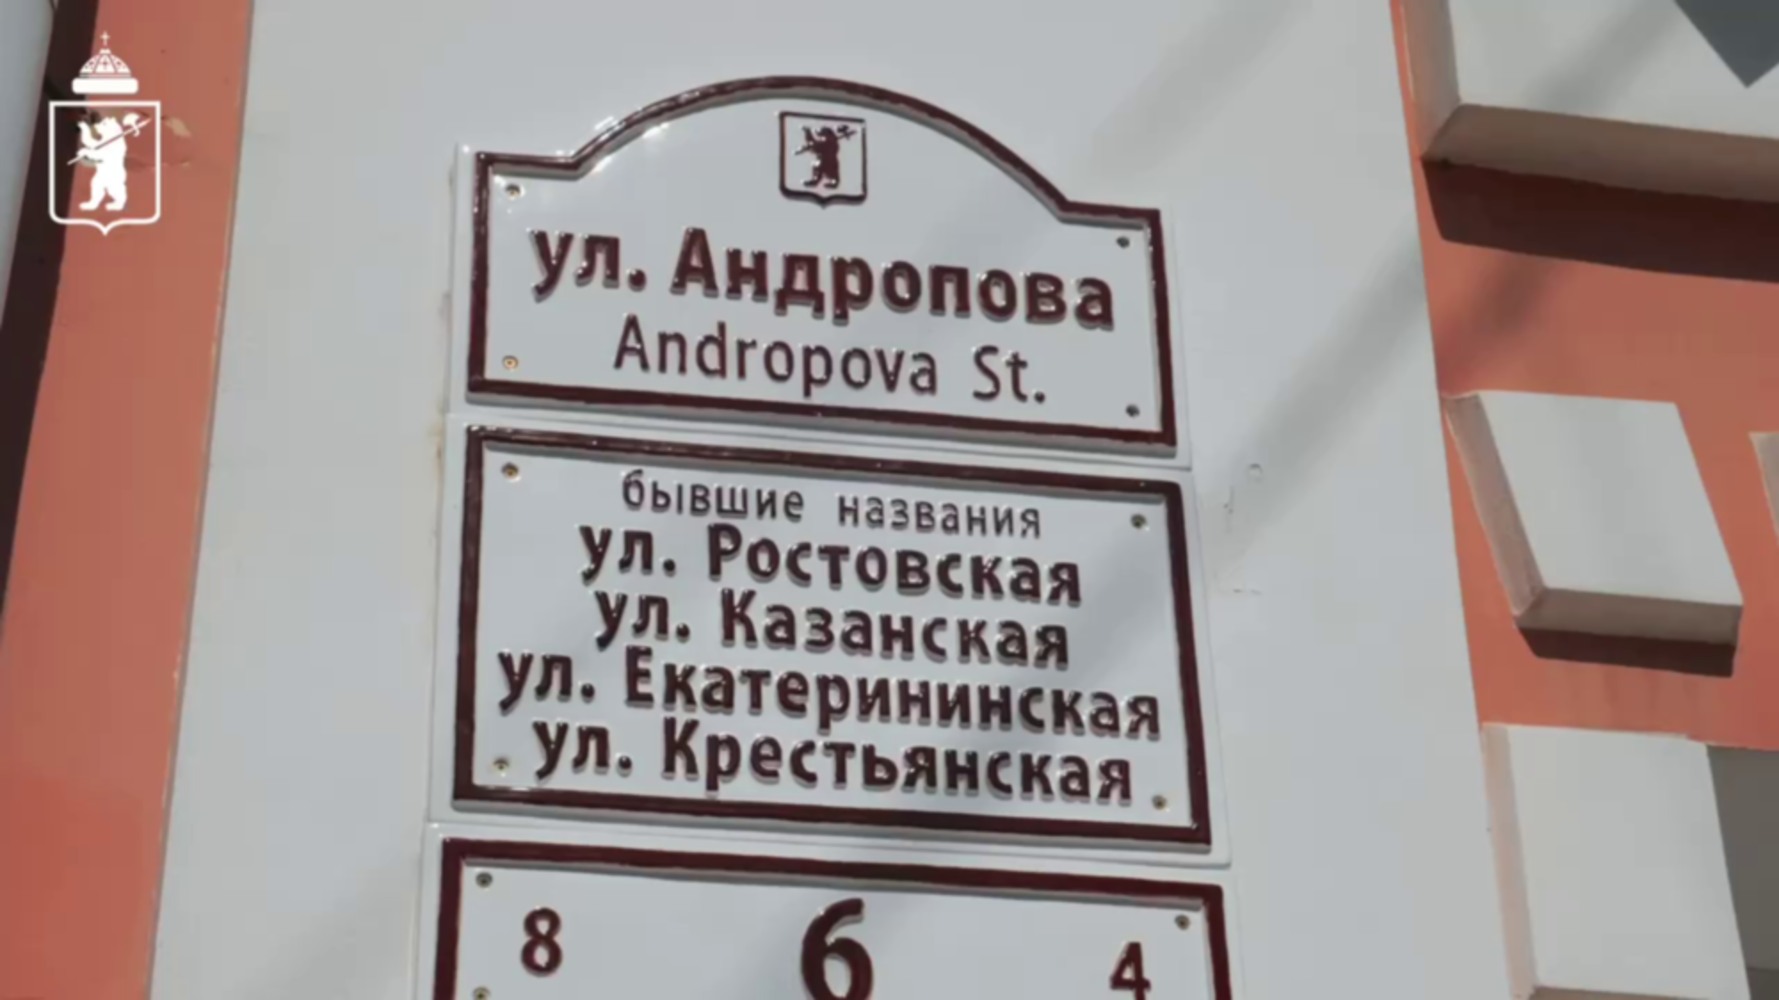 ул. Андропова
Andropova St.
бывшие названия
ул. Ростовская
ул. Казанская
ул. Екатерининская
ул. Крестьянская
8 6 4